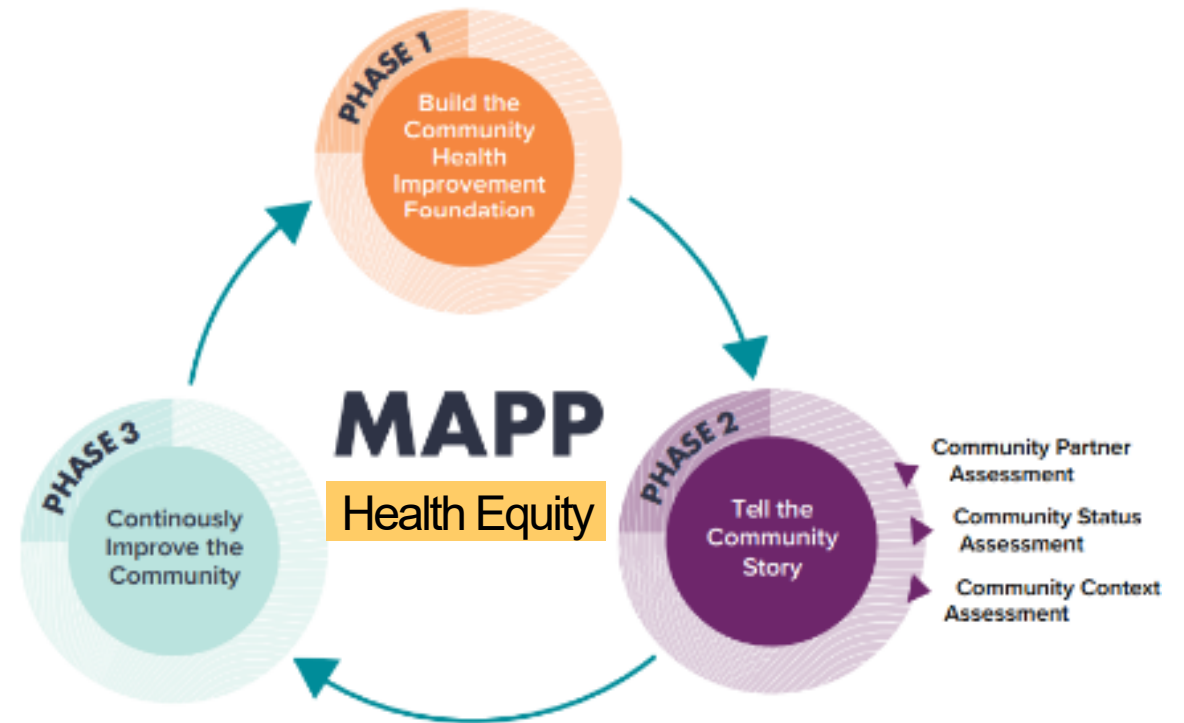 PHASE 1
Build the
Community
Health
Improvement
Foundation
MAPP
Health Equity
PHASE 2
Tell the
Community
Story
Community Partner
Assessment
Community Status
Assessment
Community Context
Assessment
PHASE 3
Continously
Improve the
Community